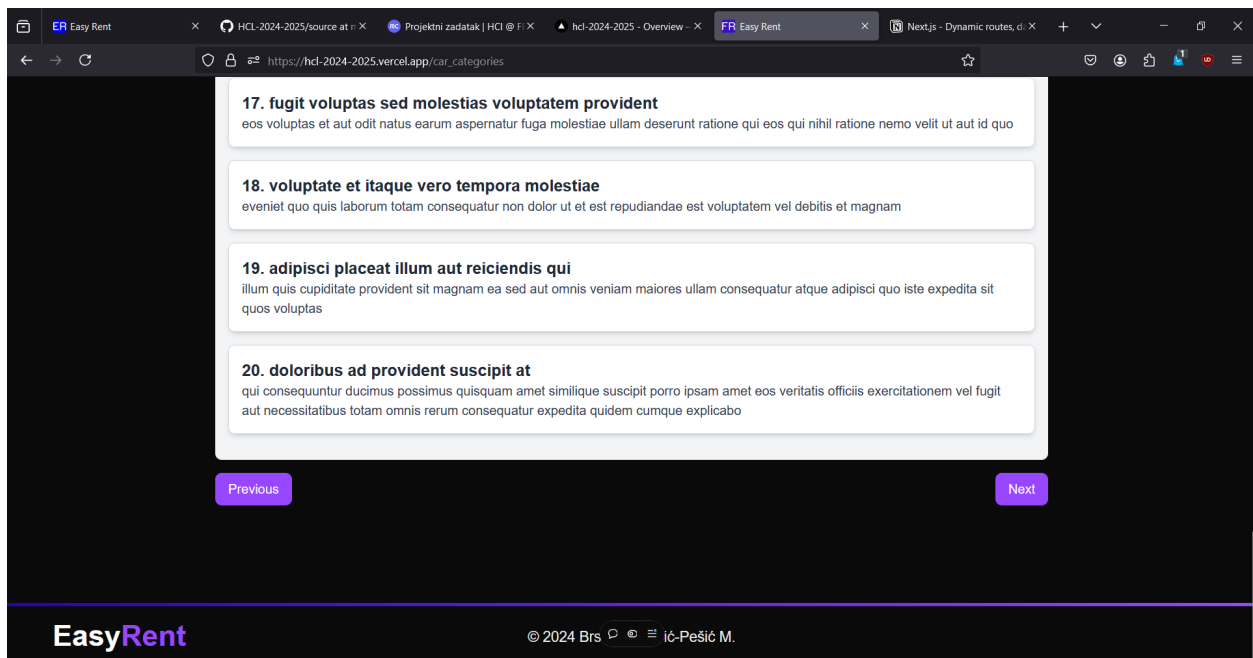 ER Easy Rent
HCL-2024-2025/source at
mc Projektni zadatak | HCI @
hcl-2024-2025 - Overview –
ER Easy Rent
Next.js - Dynamic routes,
https://hcl-2024-2025.vercel.app/car_categories
1
17. fugit voluptas sed molestias voluptatem provident
eos voluptas et aut odit natus earum aspernatur fuga molestiae ullam deserunt ratione qui eos qui nihil ratione nemo velit ut aut id quo
18. voluptate et itaque vero tempora molestiae
eveniet quo quis laborum totam consequatur non dolor ut et est repudiandae est voluptatem vel debitis et magnam
19. adipisci placeat illum aut reiciendis qui
illum quis cupiditate provident sit magnam ea sed aut omnis veniam maiores ullam consequatur atque adipisci quo iste expedita sit
quos voluptas
20. doloribus ad provident suscipit at
qui consequuntur ducimus possimus quisquam amet similique suscipit porro ipsam amet eos veritatis officiis exercitationem vel fugit
aut necessitatibus totam omnis rerum consequatur expedita quidem cumque explicabo
Previous
Next
EasyRent
© 2024 Brs ić-Pešić M.